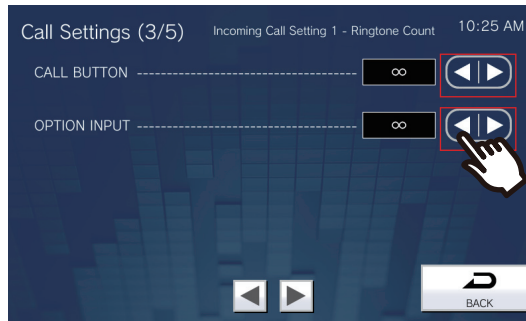 Call Settings (3/5) Incoming Call Setting 1 - Ringtone Count 10:25 AM
CALL BUTTON ------------------------------------ ∞
OPTION INPUT ------------------------------------ ∞
BACK